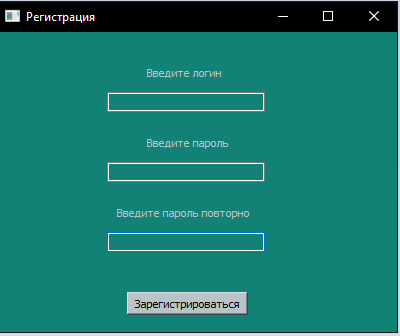 Регистрация
Введите логин
Введите пароль
Введите пароль повторно
Зарегистрироваться